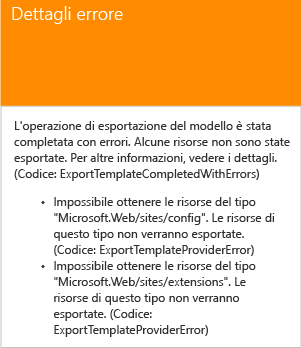 Dettagli errore
L'operazione di esportazione del modello è stata
completata con errori. Alcune risorse non sono state
esportate. Per altre informazioni, vedere i dettagli.
(Codice: ExportTemplateCompletedWithErrors)
• Impossibile ottenere le risorse del tipo
"Microsoft.Web/sites/config". Le risorse di
questo tipo non verranno esportate.
(Codice: ExportTemplateProviderError)
• Impossibile ottenere le risorse del tipo
"Microsoft.Web/sites/extensions". Le
risorse di questo tipo non verranno
esportate. (Codice:
ExportTemplateProviderError)